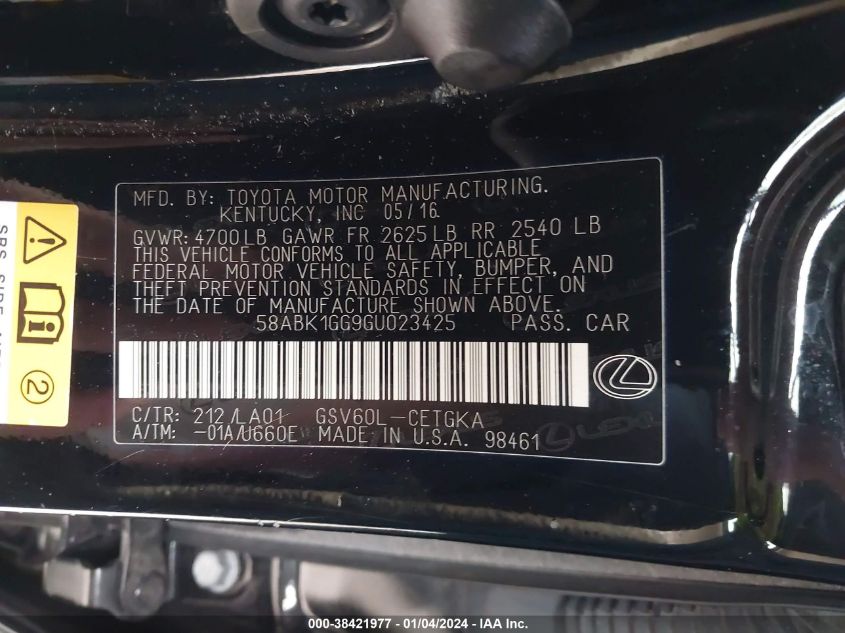 MFD. BY: TOYOTA MOTOR MANUFACTURING.
KENTUCKY, INC 05/16
GVWR: 4700LB GAWR FR 2625LB RR 2540 LB
THIS VEHICLE CONFORMS TO ALL APPLICABLE
FEDERAL MOTOR VEHICLE SAFETY, BUMPER, AND
THEFT PREVENTION STANDARDS IN EFFECT ON
THE DATE OF MANUFACTURE SHOWN ABOVE.
58ABK1GG9GU023425 PASS. CAR
C/TR: 212/LA01 GSV60L-CETGKA
A/TM: -01A/U660E MADE IN U.S.A. 98461
SRS SIDE
2
000-38421977 - 01/04/2024 - © IAA Inc.